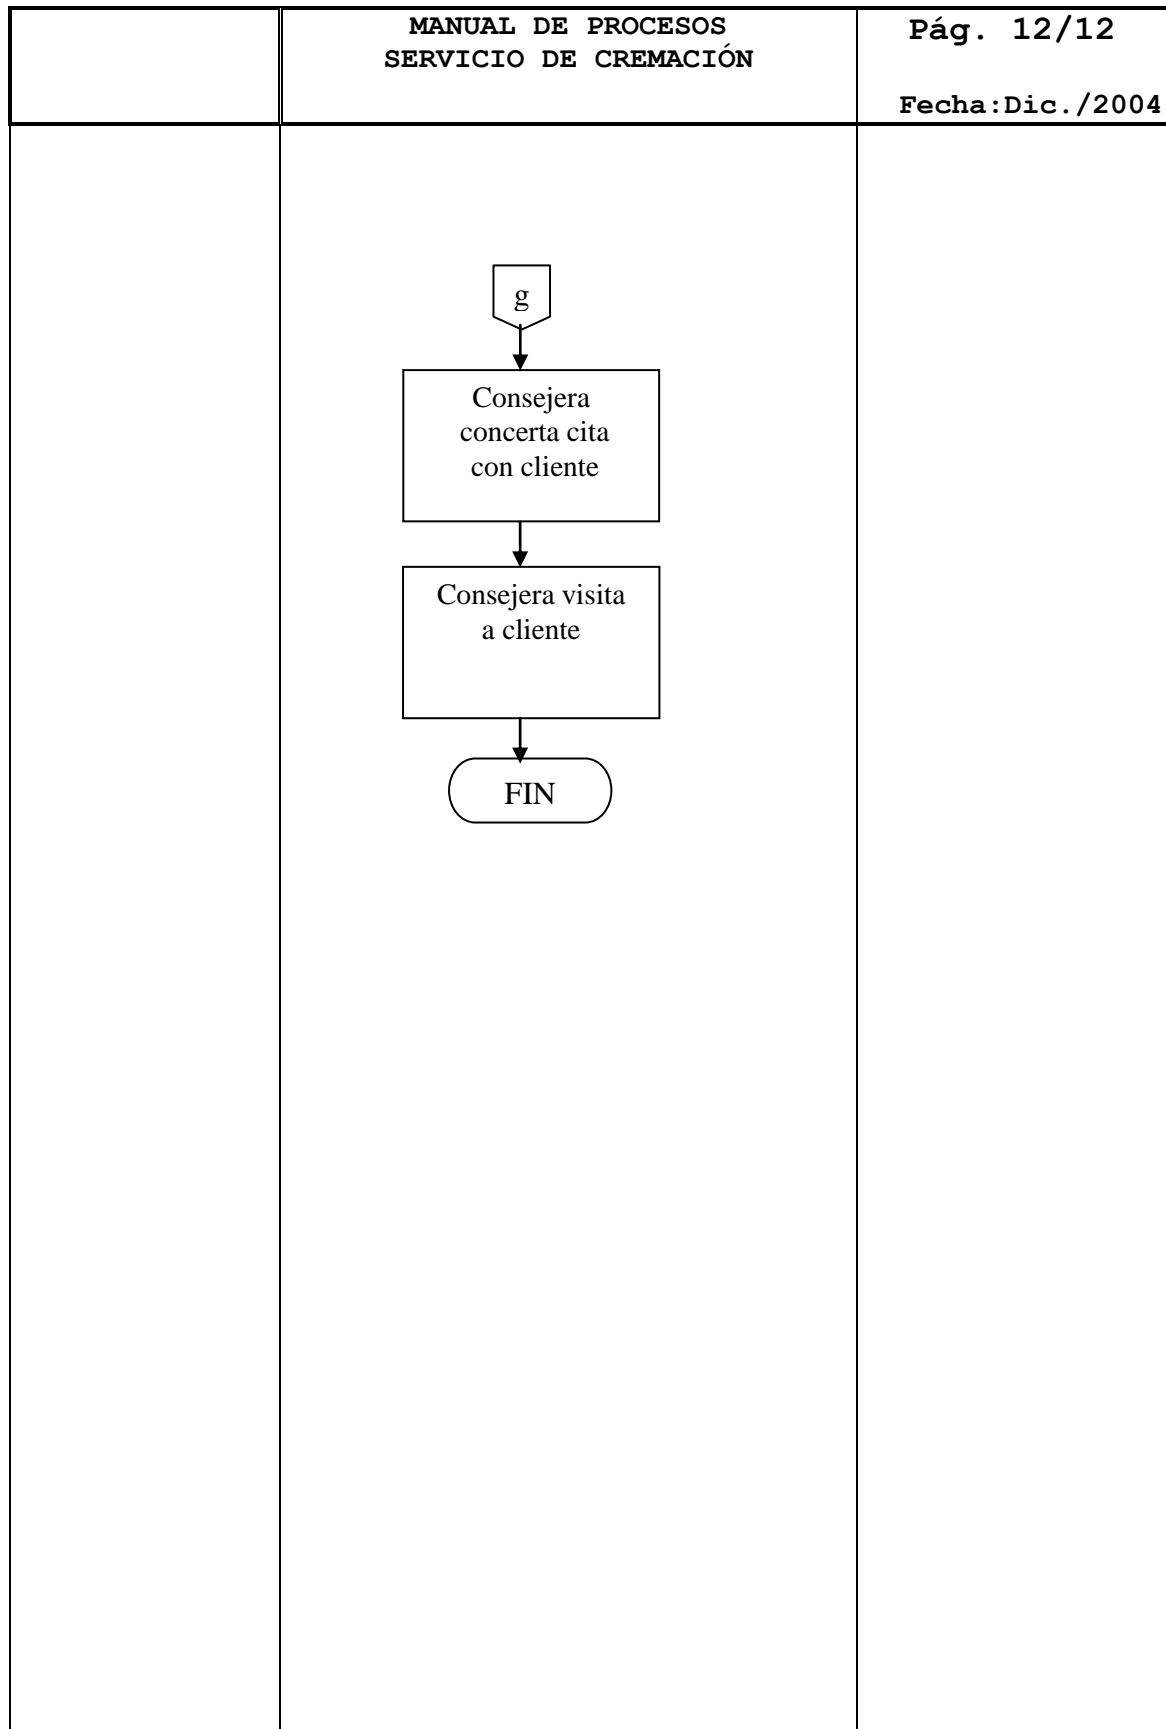 MANUAL DE PROCESOS
SERVICIO DE CREMACIÓN
Pág. 12/12
Fecha:Dic./2004
g
Consejera
concerta cita
con cliente
Consejera visita
a cliente
FIN